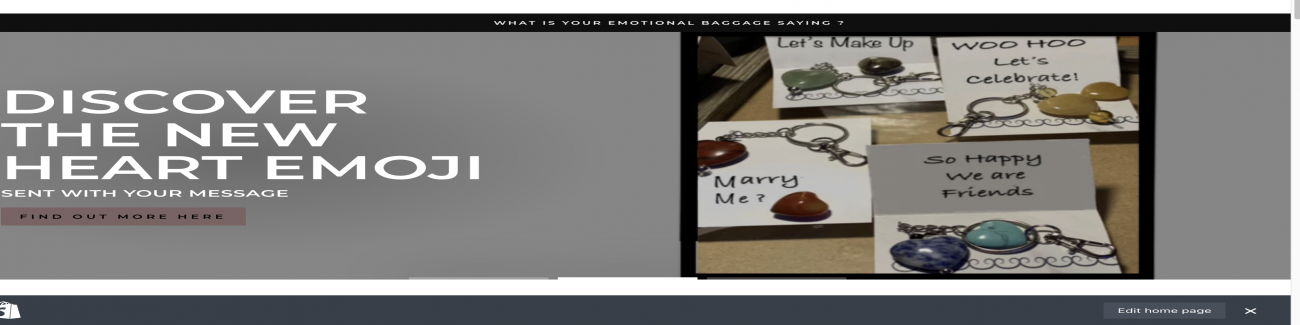 WHAT IS YOUR EMOTIONAL BAGGAGE SAYING ?
DISCOVER
THE NEW
HEART EMOJI
SENT WITH YOUR MESSAGE
FIND OUT MORE HERE
Let's Make Up
WOO HOO
Let's
Celebrate!
Marry
Me?
So Happy
We are
Friends
Edit home page